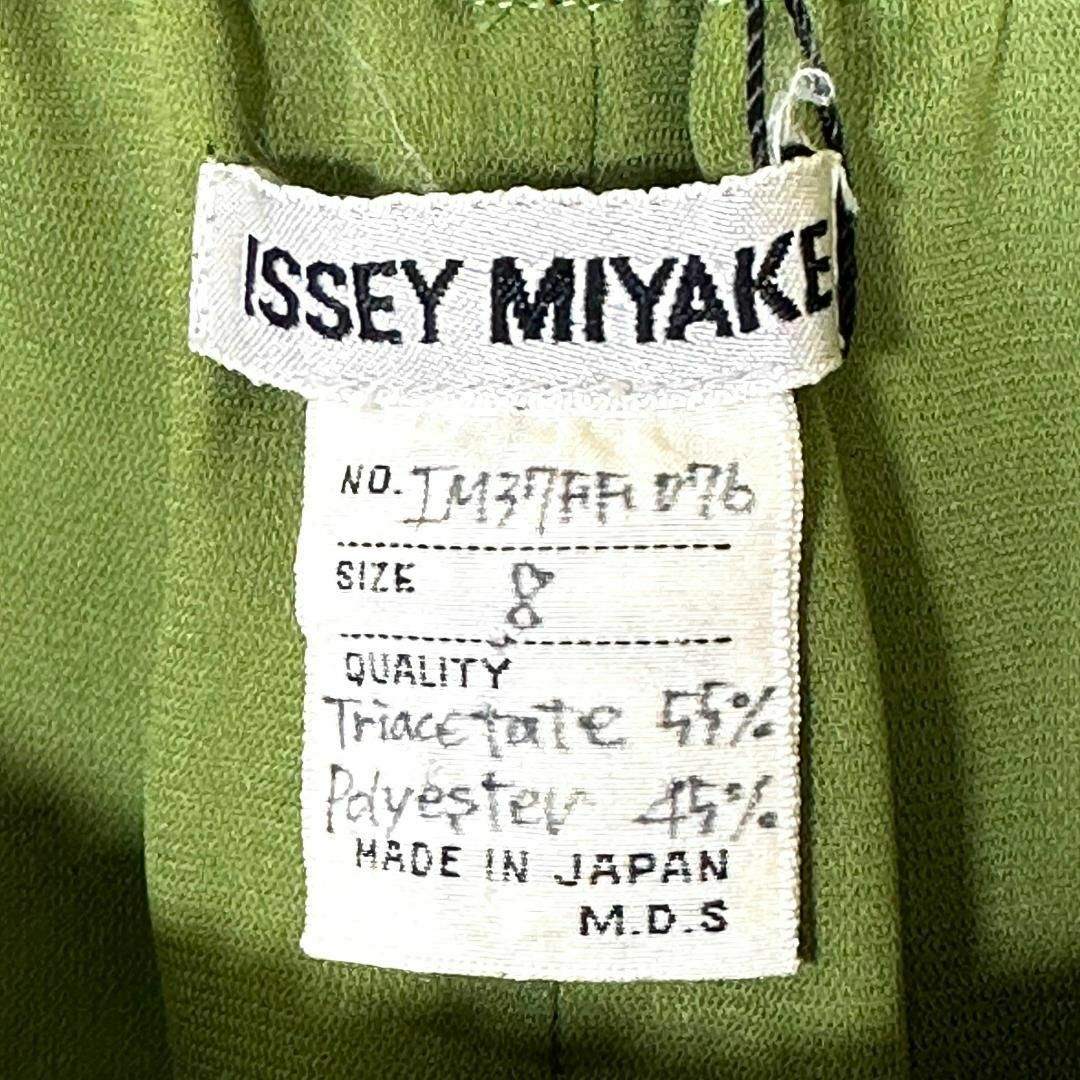 ISSEY MIYAKE
NO. IM37FF076
SIZE 8
QUALITY
Triacetate 55%
Polyester 45%
MADE IN JAPAN
M.D.S